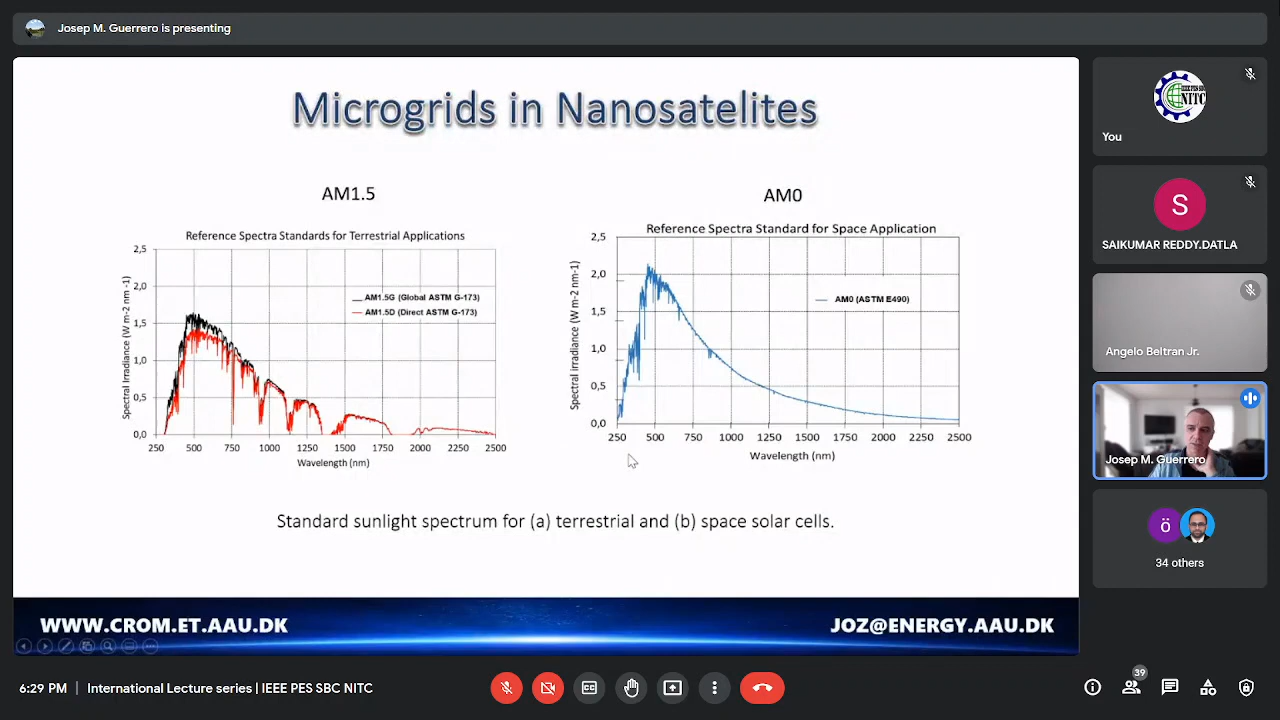 Josep M. Guerrero is presenting
Microgrids in Nanosatelites
AM1.5
Reference Spectra Standards for Terrestrial Applications
2,5
2,0
1,5
1,0
0,5
0,0
Spectral Irradiance (W m-2 nm -1)
AM1.5G (Global ASTM G-173)
AM1.5D (Direct ASTM G-173)
250 500 750 1000 1250 1500 1750 2000 2250 2500
Wavelength (nm)
AM0
Reference Spectra Standard for Space Application
2,5
2,0
1,5
1,0
0,5
0,0
Spectral irradiance (W m-2 nm-1)
AM0 (ASTM E490)
250 500 750 1000 1250 1500 1750 2000 2250 2500
Wavelength (nm)
Standard sunlight spectrum for (a) terrestrial and (b) space solar cells.
WWW.CROM.ET.AAU.DK
JOZ@ENERGY.AAU.DK
NITC
You
S
SAIKUMAR REDDY.DATLA
Angelo Beltran Jr.
Josep M. Guerrero
ö
34 others
6:29 PM | International Lecture series | IEEE PES SBC NITC
39